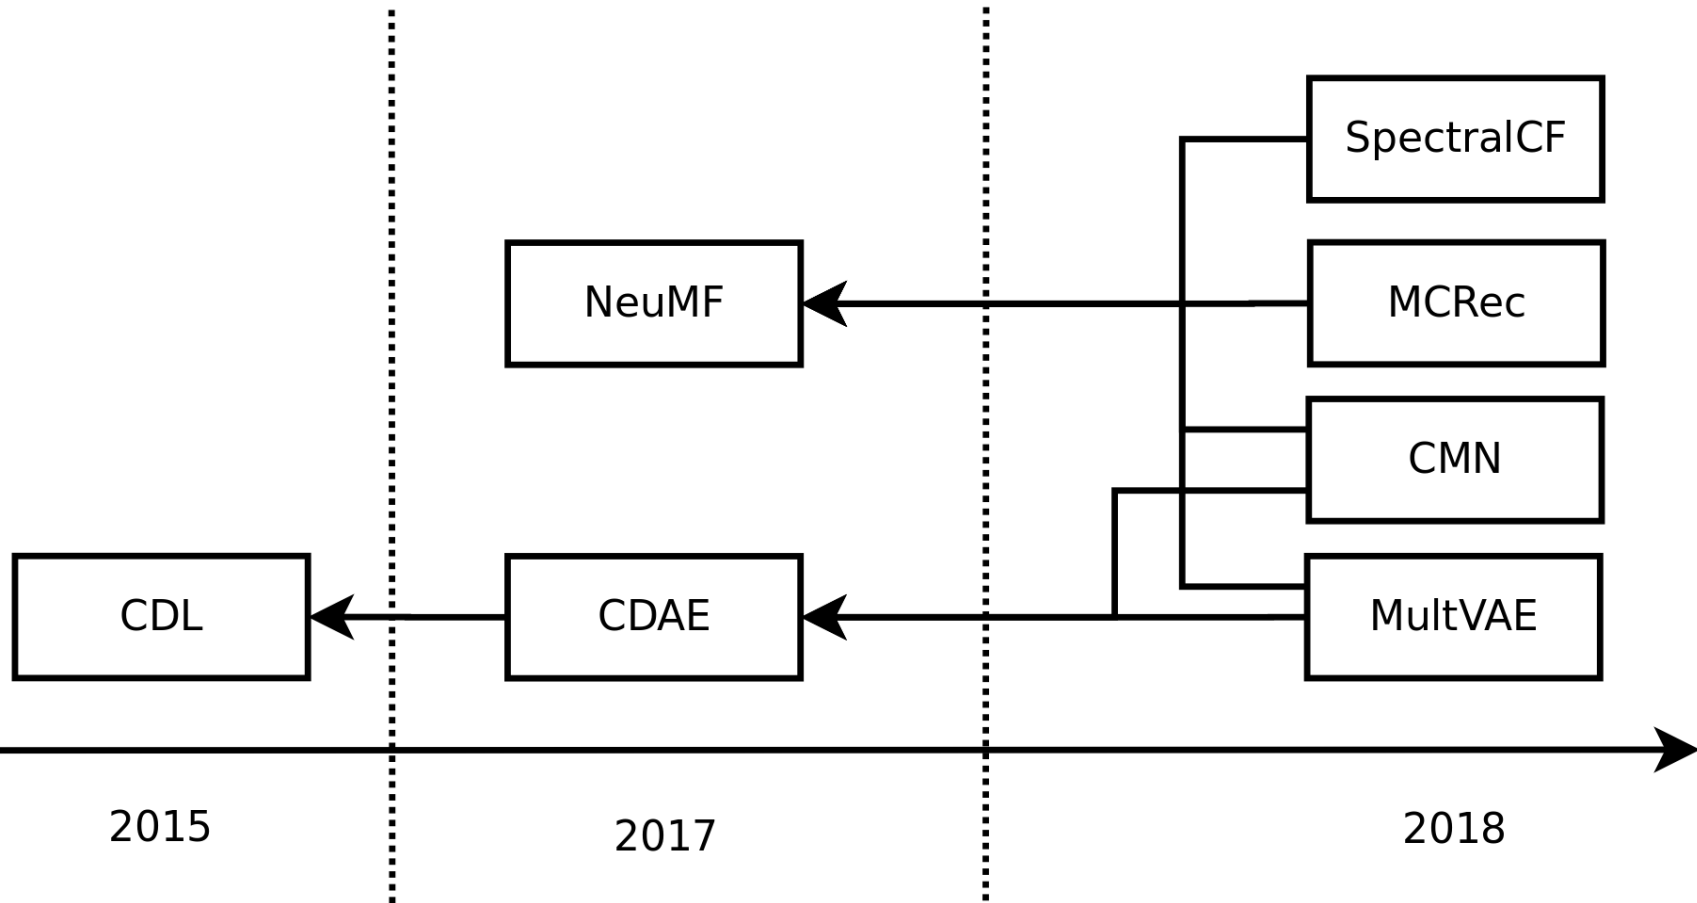 SpectralCF
NeuMF
MCRec
CMN
CDL
CDAE
MultVAE
2015
2017
2018